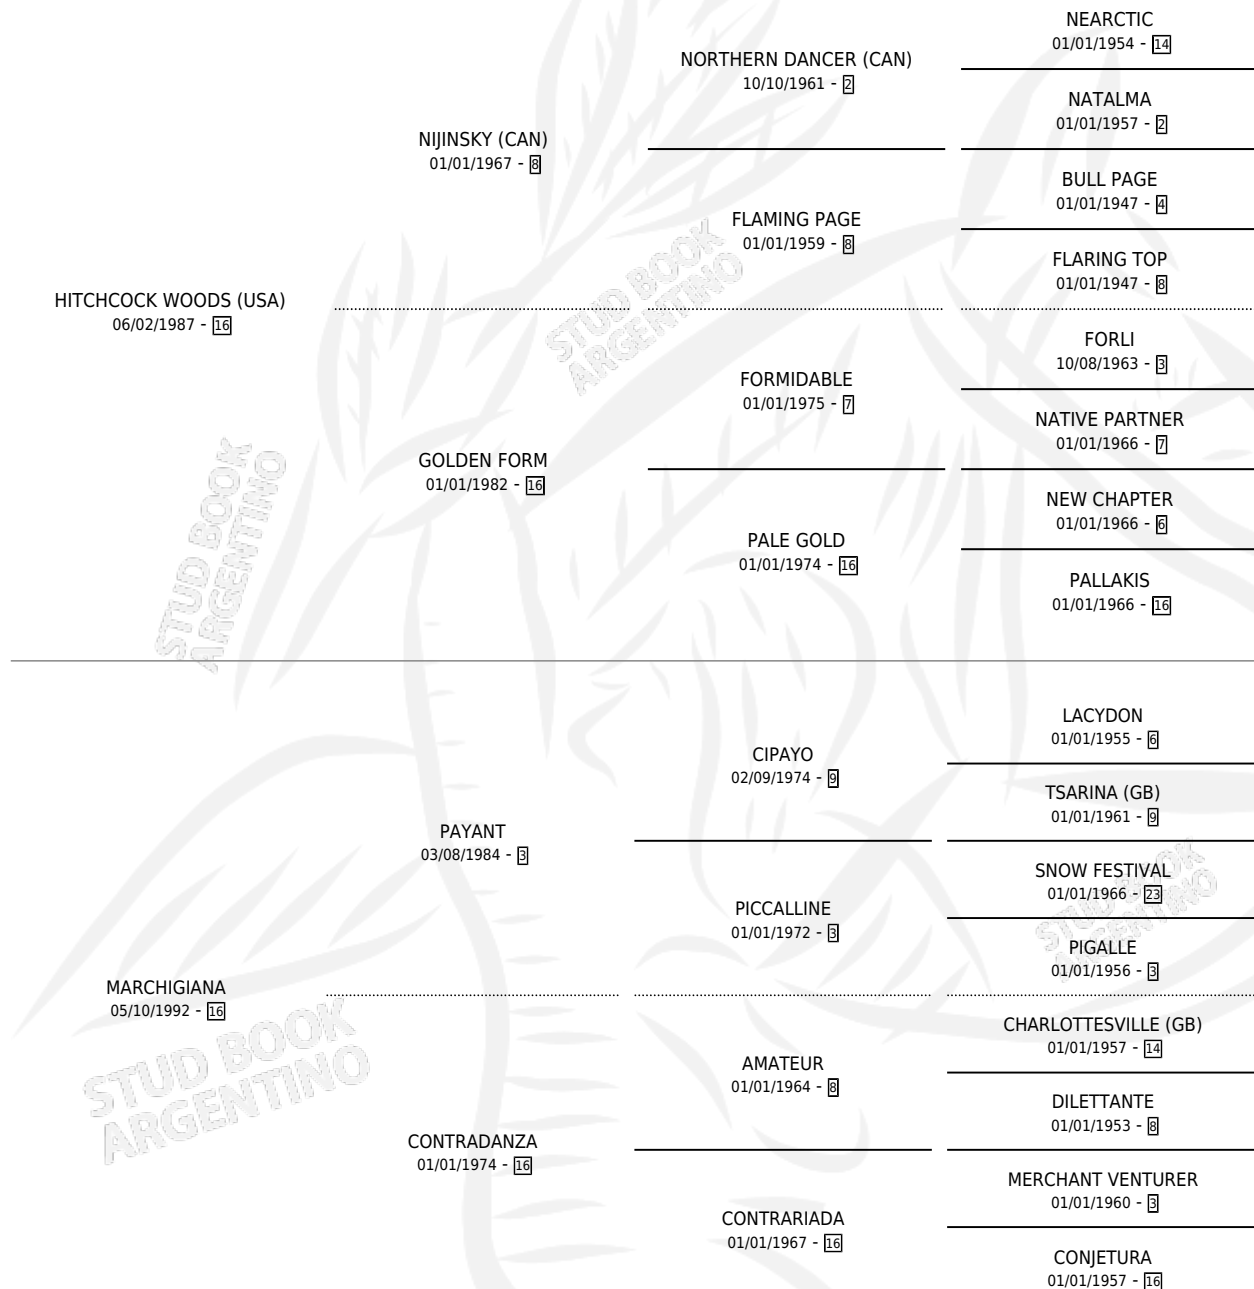 NEARCTIC
01/01/1954 - 14
NORTHERN DANCER (CAN)
10/10/1961 - 2
NATALMA
01/01/1957 - 2
NIJINSKY (CAN)
01/01/1967 - 8
BULL PAGE
01/01/1947 - 4
FLAMING PAGE
01/01/1959 - 8
FLARING TOP
01/01/1947 - 8
HITCHCOCK WOODS (USA)
06/02/1987 - 16
FORLI
10/08/1963 - 3
FORMIDABLE
01/01/1975 - 7
NATIVE PARTNER
01/01/1966 - 7
GOLDEN FORM
01/01/1982 - 16
NEW CHAPTER
01/01/1966 - 6
PALE GOLD
01/01/1974 - 16
PALLAKIS
01/01/1966 - 16
LACYDON
01/01/1955 - 6
CIPAYO
02/09/1974 - 9
TSARINA (GB)
01/01/1961 - 9
PAYANT
03/08/1984 - 3
SNOW FESTIVAL
01/01/1966 - 23
PICCALLINE
01/01/1972 - 3
PIGALLE
01/01/1956 - 3
MARCHIGIANA
05/10/1992 - 16
CHARLOTTESVILLE (GB)
01/01/1957 - 14
AMATEUR
01/01/1964 - 8
DILETTANTE
01/01/1953 - 8
CONTRADANZA
01/01/1974 - 16
MERCHANT VENTURER
01/01/1960 - 3
CONTRARIADA
01/01/1967 - 16
CONJETURA
01/01/1957 - 16
STUD BOOK
ARGENTINO
STUD BOOK
ARGENTINO
STUD BOOK
ARGENTINO
STUD BOOK
ARGENTINO